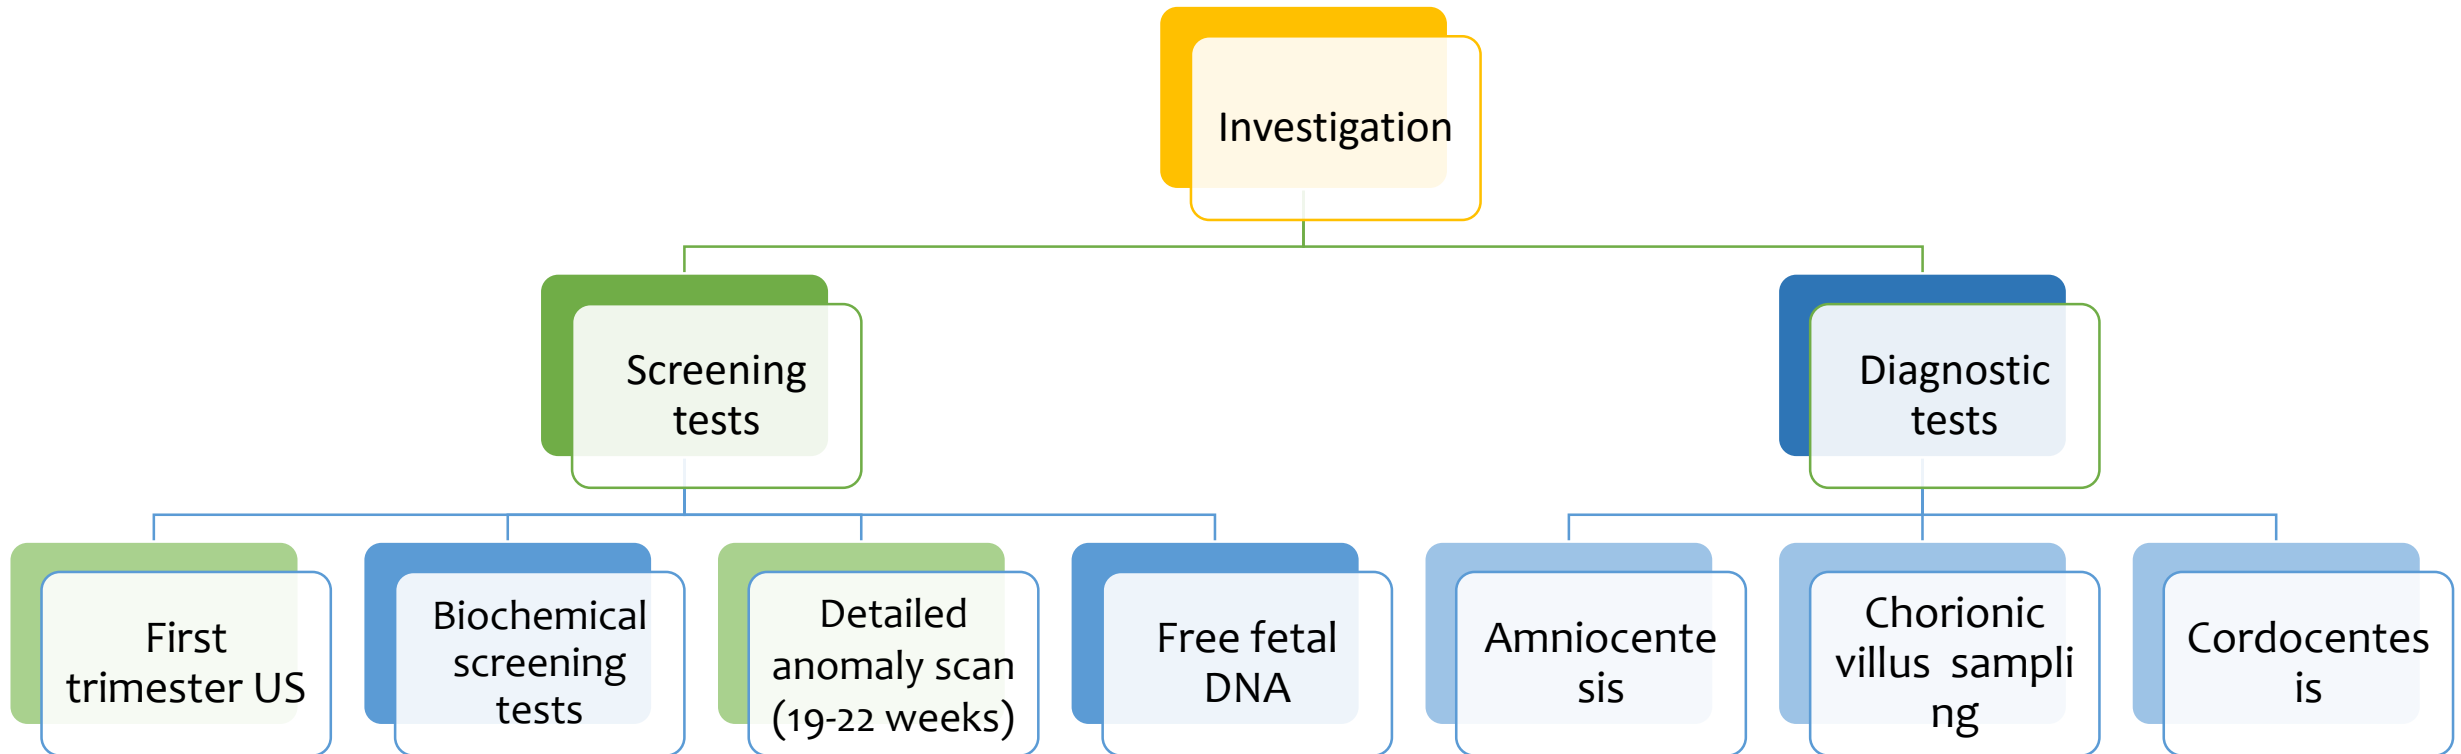 Investigation
Screening
tests
Diagnostic
tests
First
trimester US
Biochemical
screening
tests
Detailed
anomaly scan
(19-22 weeks)
Free fetal
DNA
Amniocente
sis
Chorionic
villus sampli
ng
Cordocentes
is